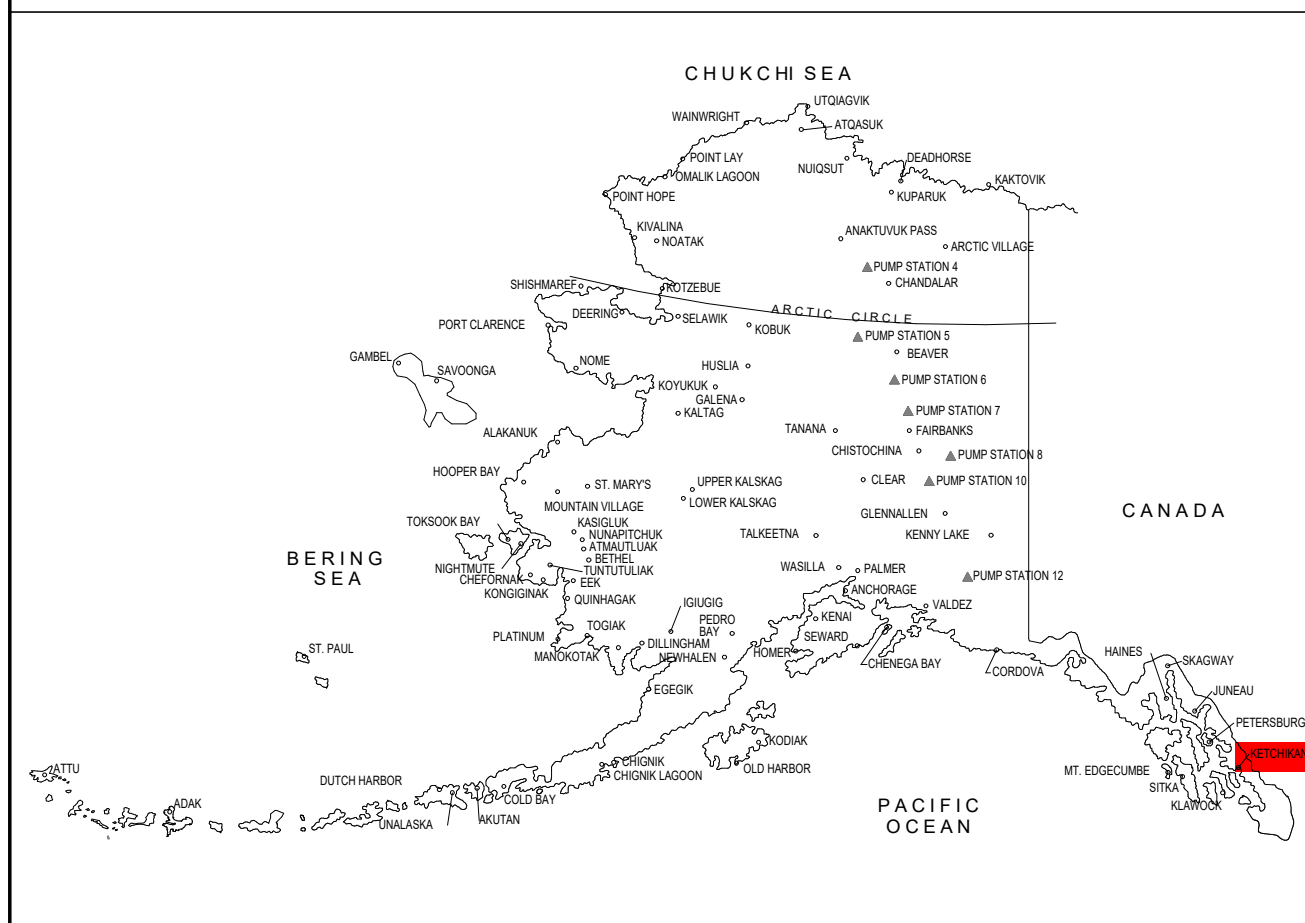 CHUKCHI SEA
UTQIAGVIK
WAINWRIGHT
ATQASUK
POINT LAY
NUIQSUT
DEADHORSE
OMALIK LAGOON
KAKTOVIK
POINT HOPE
KUPARUK
KIVALINA
NOATAK
ANAKTUVUK PASS
ARCTIC VILLAGE
PUMP STATION 4
CHANDALAR
SHISHMAREF
KOTZEBUE
DEERING
SELAWIK
ARCTIC CIRCLE
PORT CLARENCE
KOBUK
PUMP STATION 5
BEAVER
GAMBEL
SAVOONGA
NOME
HUSLIA
KOYUKUK
PUMP STATION 6
GALENA
KALTAG
PUMP STATION 7
ALAKANUK
TANANA
FAIRBANKS
CHISTOCHINA
PUMP STATION 8
HOOPER BAY
ST. MARY'S
UPPER KALSKAG
CLEAR
PUMP STATION 10
MOUNTAIN VILLAGE
LOWER KALSKAG
CANADA
GLENNALLEN
TOKSOOK BAY
KASIGLUK
NUNAPITCHUK
TALKEETNA
KENNY LAKE
ATMAUTLUAK
BERING
SEA
BETHEL
NIGHTMUTE
TUNTUTULIAK
WASILLA
PALMER
CHEFORNAK
EEK
PUMP STATION 12
KONGIGINAK
ANCHORAGE
QUINHAGAK
IGIUGIG
VALDEZ
PEDRO
BAY
KENAI
PLATINUM
TOGIAK
SEWARD
ST. PAUL
DILLINGHAM
MANOKOTAK
NEWHALEN
HOMER
CHENEGA BAY
CORDOVA
HAINES
SKAGWAY
EGEGIK
JUNEAU
PETERSBURG
KODIAK
KETCHIKAN
CHIGNIK
OLD HARBOR
ATTU
CHIGNIK LAGOON
MT. EDGECUMBE
DUTCH HARBOR
SITKA
COLD BAY
ADAK
KLAWOCK
PACIFIC
OCEAN
AKUTAN
UNALASKA